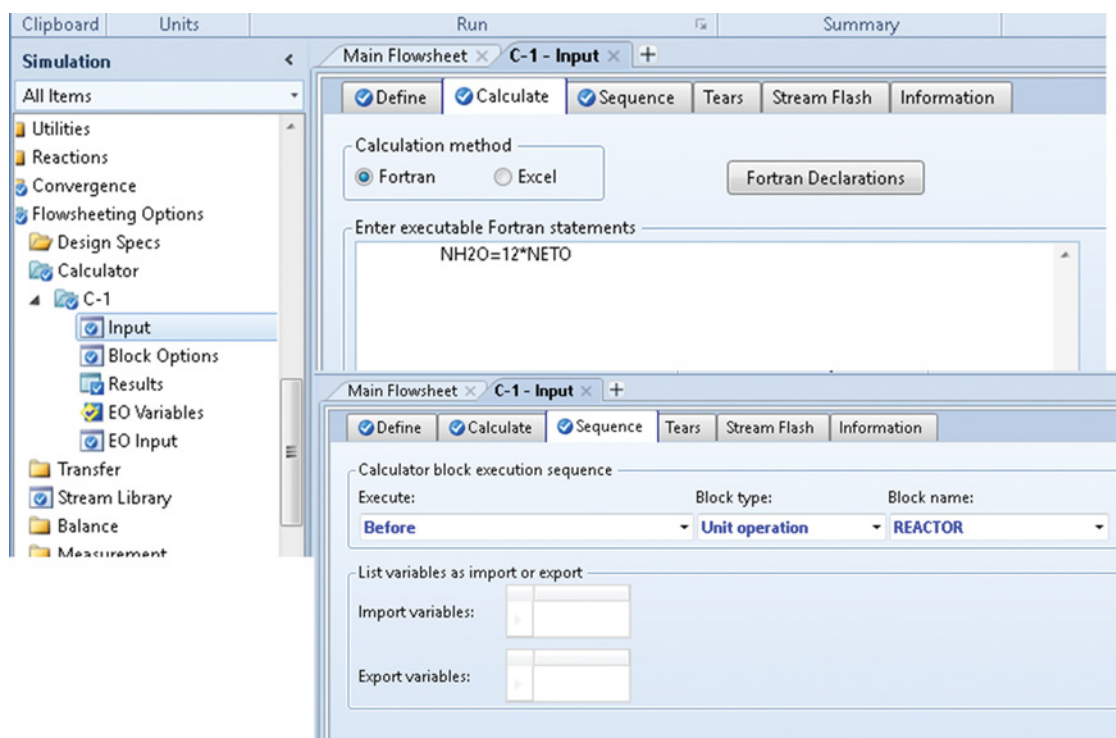 Clipboard Units Run Summary
Simulation
All Items
Utilities
Reactions
Convergence
Flowsheeting Options
Design Specs
Calculator
C-1
Input
Block Options
Results
EO Variables
EO Input
Transfer
Stream Library
Balance
Measurement
Main Flowsheet C-1 - Input
Define Calculate Sequence Tears Stream Flash Information
Calculation method
Fortran Excel
Fortran Declarations
Enter executable Fortran statements
NH2O=12*NETO
Main Flowsheet C-1 - Input
Define Calculate Sequence Tears Stream Flash Information
Calculator block execution sequence
Execute: Block type: Block name:
Before Unit operation REACTOR
List variables as import or export
Import variables:
Export variables: